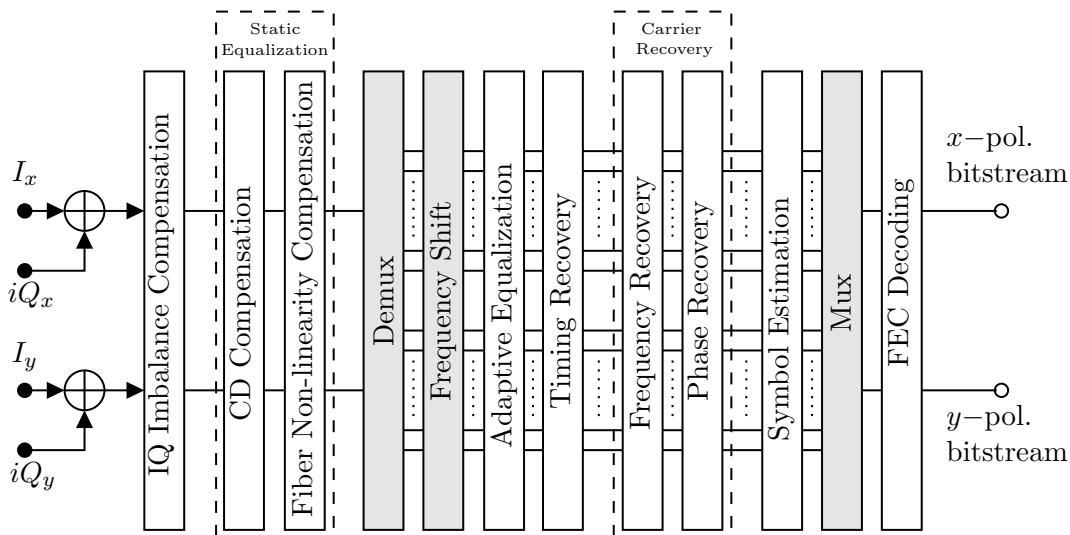 Static
Equalization
Carrier
Recovery
I_x
iQ_x
I_y
iQ_y
IQ Imbalance Compensation
CD Compensation
Fiber Non-linearity Compensation
Demux
Frequency Shift
Adaptive Equalization
Timing Recovery
Frequency Recovery
Phase Recovery
Symbol Estimation
Mux
FEC Decoding
x−pol.
bitstream
y−pol.
bitstream